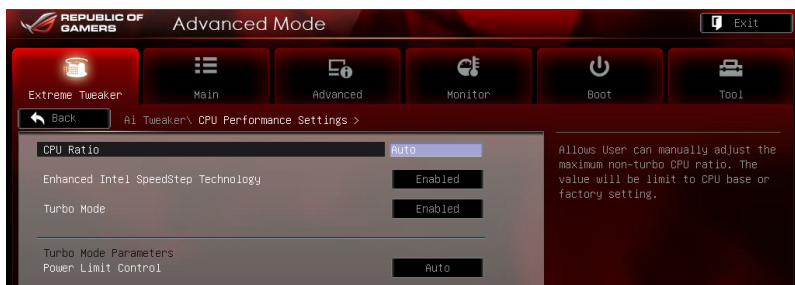 REPUBLIC OF
GAMERS
Advanced Mode
Exit
Extreme Tweaker
Main
Advanced
Monitor
Boot
Tool
Back
Ai Tweaker\ CPU Performance Settings >
CPU Ratio
Auto
Enhanced Intel SpeedStep Technology
Enabled
Turbo Mode
Enabled
Turbo Mode Parameters
Power Limit Control
Auto
Allows User can manually adjust the
maximum non-turbo CPU ratio. The
value will be limit to CPU base or
factory setting.